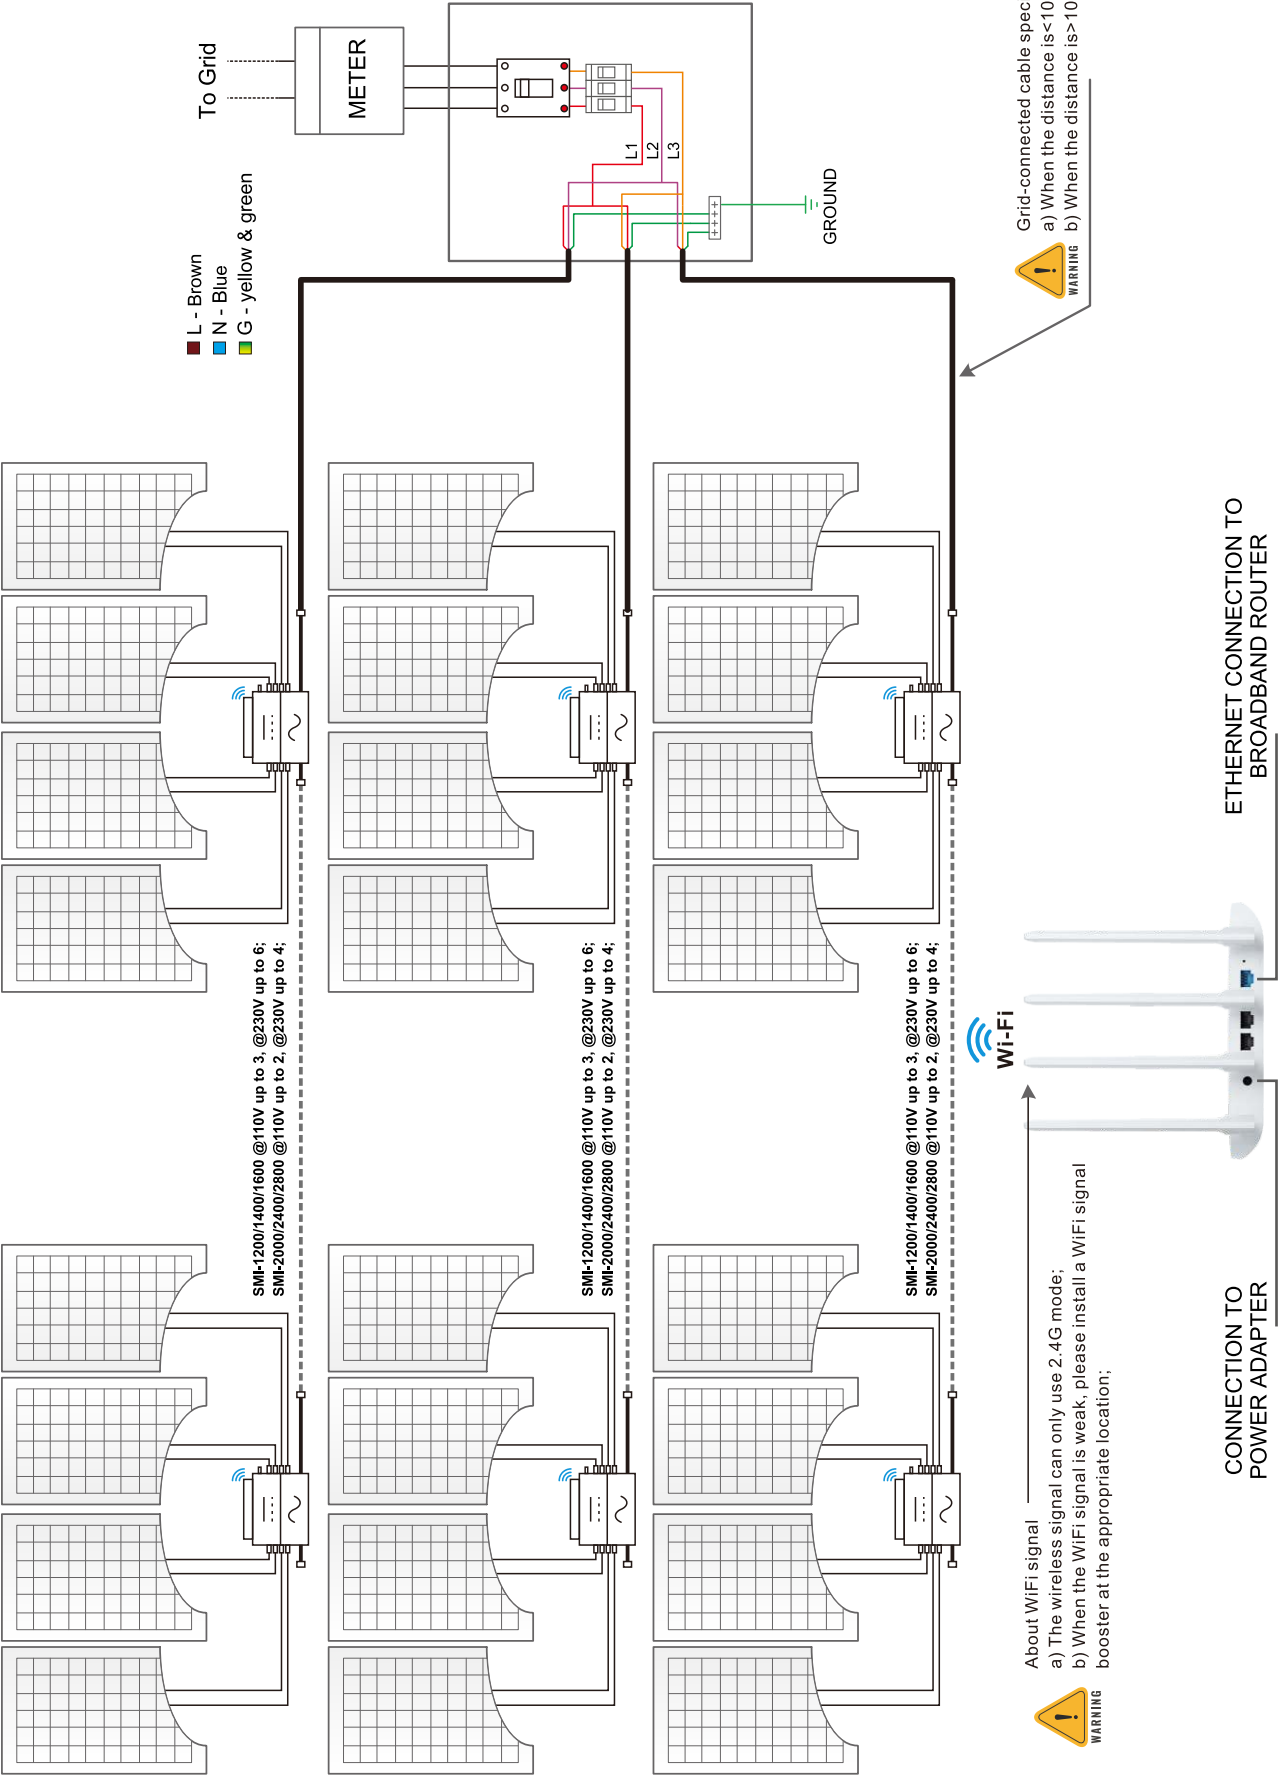 To Grid
METER
L - Brown
N - Blue
G - yellow & green
L1
L2
L3
GROUND
SMI-1200/1400/1600 @110V up to 3, @230V up to 6;
SMI-2000/2400/2800 @110V up to 2, @230V up to 4;
SMI-1200/1400/1600 @110V up to 3, @230V up to 6;
SMI-2000/2400/2800 @110V up to 2, @230V up to 4;
SMI-1200/1400/1600 @110V up to 3, @230V up to 6;
SMI-2000/2400/2800 @110V up to 2, @230V up to 4;
WARNING
Grid-connected cable spec
a) When the distance is<10
b) When the distance is>10
Wi-Fi
WARNING
About WiFi signal
a) The wireless signal can only use 2.4G mode;
b) When the WiFi signal is weak, please install a WiFi signal
booster at the appropriate location;
CONNECTION TO
POWER ADAPTER
ETHERNET CONNECTION TO
BROADBAND ROUTER